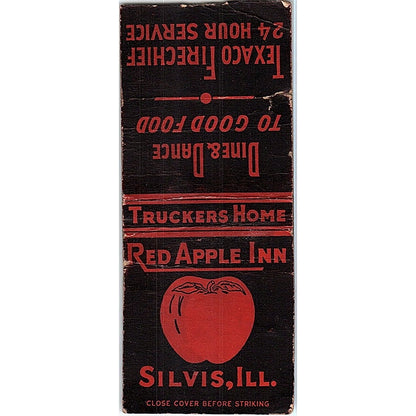 TEXACO FIRECHIEF
24 HOUR SERVICE
DINE & DANCE
TO GOOD FOOD
TRUCKERS HOME
RED APPLE INN
SILVIS, ILL.
CLOSE COVER BEFORE STRIKING